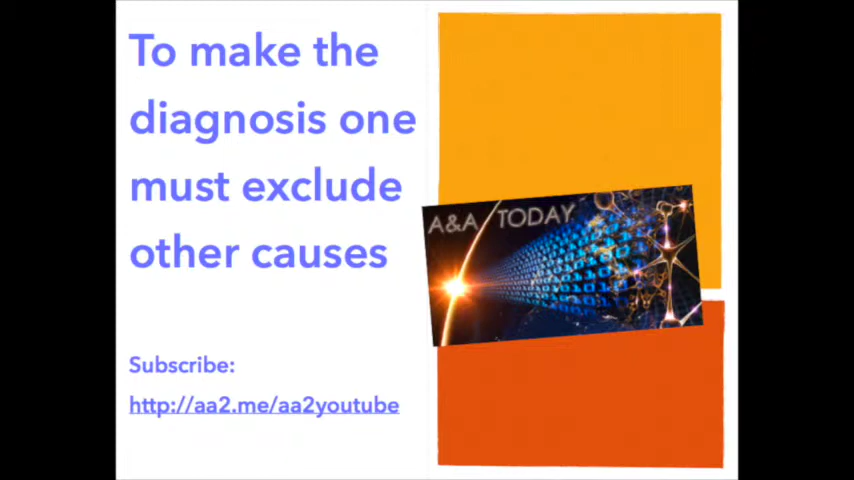 To make the
diagnosis one
must exclude
other causes
A&A TODAY
Subscribe:
http://aa2.me/aa2youtube